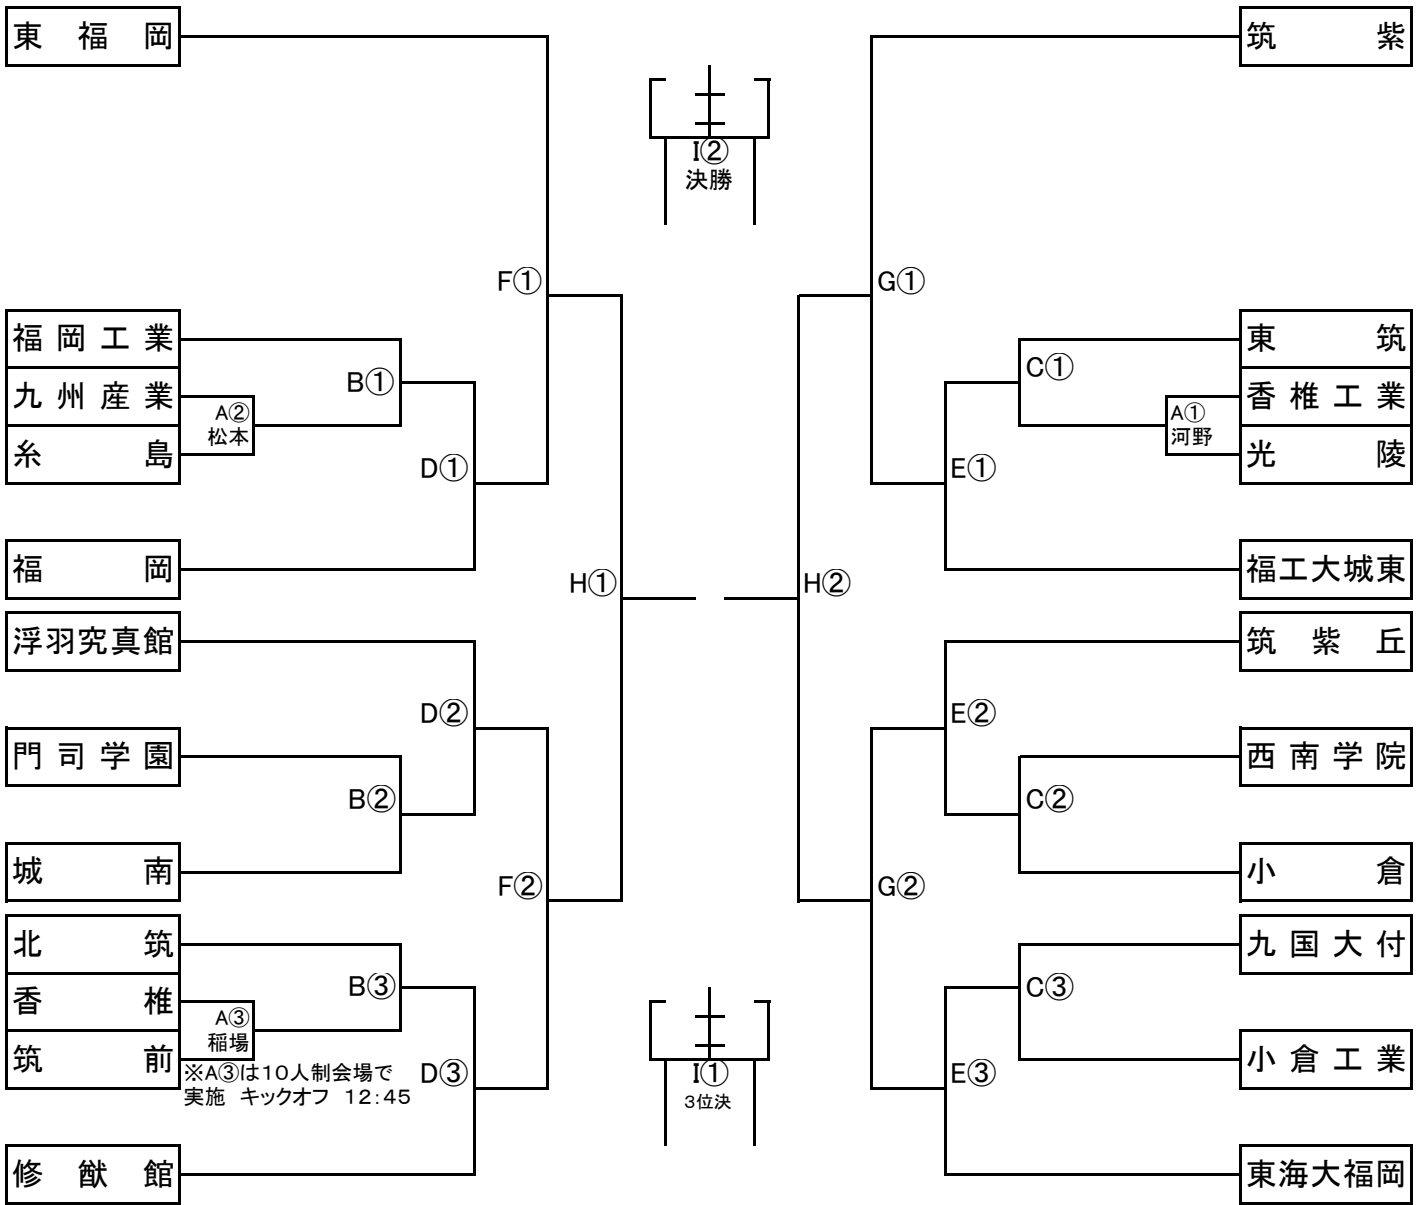 東福岡
筑紫
I②
決勝
F①
G①
福岡工業
九州産業
糸島
A②
松本
B①
D①
東筑
香椎工業
光陵
A①
河野
C①
E①
福岡
福工大城東
H①
H②
浮羽究真館
筑紫丘
D②
E②
門司学園
西南学院
B②
C②
城南
小倉
F②
G②
北筑
香椎
筑前
A③
稲場
B③
※A③は10人制会場で
実施 キックオフ 12:45
D③
九国大付
C③
小倉工業
E③
I①
3位決
修猷館
東海大福岡